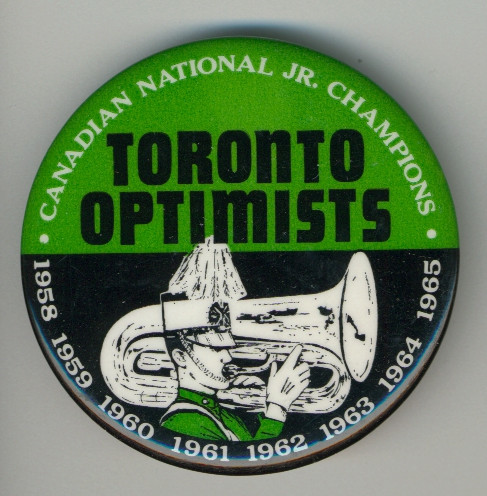 • CANADIAN NATIONAL JR. CHAMPIONS •
TORONTO
OPTIMISTS
1958 1959 1960 1961 1962 1963 1964 1965